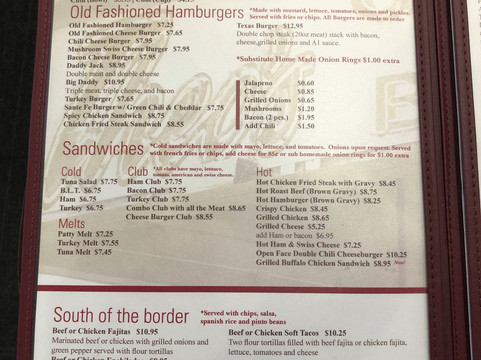 Old Fashioned Hamburgers
*Made with mustard, lettuce, tomatoes, onions and pickles.
Served with fries or chips. All Burgers are made to order
Old Fashion Hamburger $7.25
Old Fashion Cheese Burger $7.65
Chili Cheese Burger $7.95
Mushroom Swiss Cheese Burger $7.95
Bacon Cheese Burger $7.95
Daddy Jack $8.95
Double meat and double cheese
Big Daddy $10.95
Triple meat, triple cheese, and bacon
Turkey Burger $7.65
Sante Fe Burger w/ Green Chili & Cheddar $7.75
Spicy Chicken Sandwich $8.75
Chicken Fried Steak Sandwich $8.55
Texas Burger $12.95
Double chop steak (20oz meat) stack with bacon,
cheese,grilled onions and A1 sauce.
*Substitute Home Made Onion Rings $1.00 extra
Jalapeno $0.60
Cheese $0.85
Grilled Onions $0.65
Mushrooms $1.20
Bacon (2 pcs.) $1.95
Add Chili $1.50
Sandwiches
*Cold sandwiches are made with mayo, lettuce, and tomatoes. Onions upon request. Served
with french fries or chips, add cheese for 85¢ or sub homemade onion rings for $1.00 extra
Cold
Tuna Salad $7.75
B.L.T. $6.75
Ham $6.75
Turkey $6.75
Melts
Patty Melt $7.25
Turkey Melt $7.55
Tuna Melt $7.45
Club
*All clubs have mayo, lettuce,
tomato, american and swiss cheese.
Ham Club $7.75
Bacon Club $7.75
Turkey Club $7.75
Combo Club with all the Meat $8.65
Cheese Burger Club $8.55
Hot
Hot Chicken Fried Steak with Gravy $8.45
Hot Roast Beef (Brown Gravy) $8.75
Hot Hamburger (Brown Gravy) $8.25
Crispy Chicken $8.45
Grilled Chicken $8.65
Grilled Cheese $5.25
add Ham or bacon $6.95
Hot Ham & Swiss Cheese $7.25
Open Face Double Chili Cheeseburger $10.25
Grilled Buffalo Chicken Sandwich $8.95 New!
South of the border
*Served with chips, salsa,
spanish rice and pinto beans
Beef or Chicken Fajitas $10.95
Marinated beef or chicken with grilled onions and
green pepper served with flour tortillas
Beef or Chicken Soft Tacos $10.25
Two flour tortillas filled with beef fajita or chicken fajita,
lettuce, tomatoes and cheese